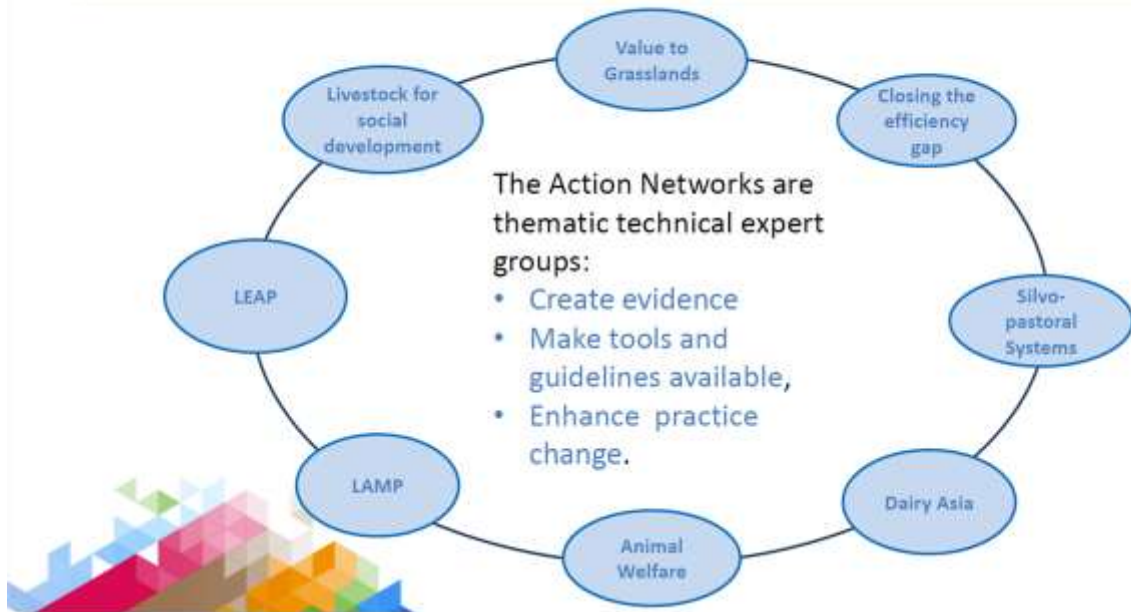 Value to
Grasslands
Closing the
efficiency
gap
Silvo-
pastoral
Systems
Dairy Asia
Animal
Welfare
LAMP
LEAP
Livestock for
social
development
The Action Networks are
thematic technical expert
groups:
• Create evidence
• Make tools and
guidelines available,
• Enhance practice
change.